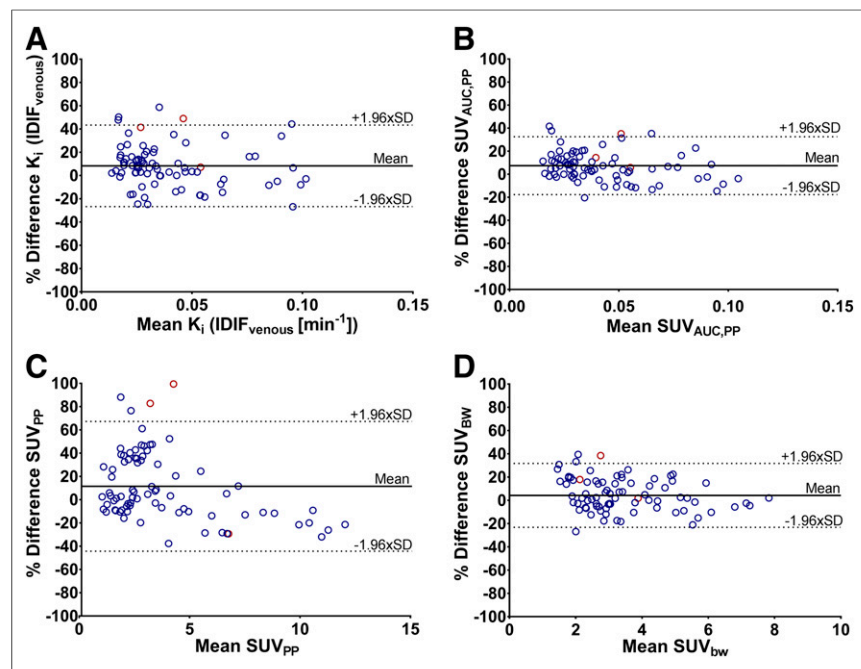 A
% Difference Ki (IDIFvenous)
100
80
60
40
20
0
-20
-40
-60
-80
-100
+1.96xSD
Mean
-1.96xSD
0.00 0.05 0.10 0.15
Mean Ki (IDIFvenous [min-1])
B
% Difference SUVAUC,PP
100
80
60
40
20
0
-20
-40
-60
-80
-100
+1.96xSD
Mean
-1.96xSD
0.00 0.05 0.10 0.15
Mean SUVAUC,PP
C
% Difference SUVPP
100
80
60
40
20
0
-20
-40
-60
-80
-100
+1.96xSD
Mean
-1.96xSD
0 5 10 15
Mean SUVPP
D
% Difference SUVBW
100
80
60
40
20
0
-20
-40
-60
-80
-100
+1.96xSD
Mean
-1.96xSD
0 2 4 6 8 10
Mean SUVbw